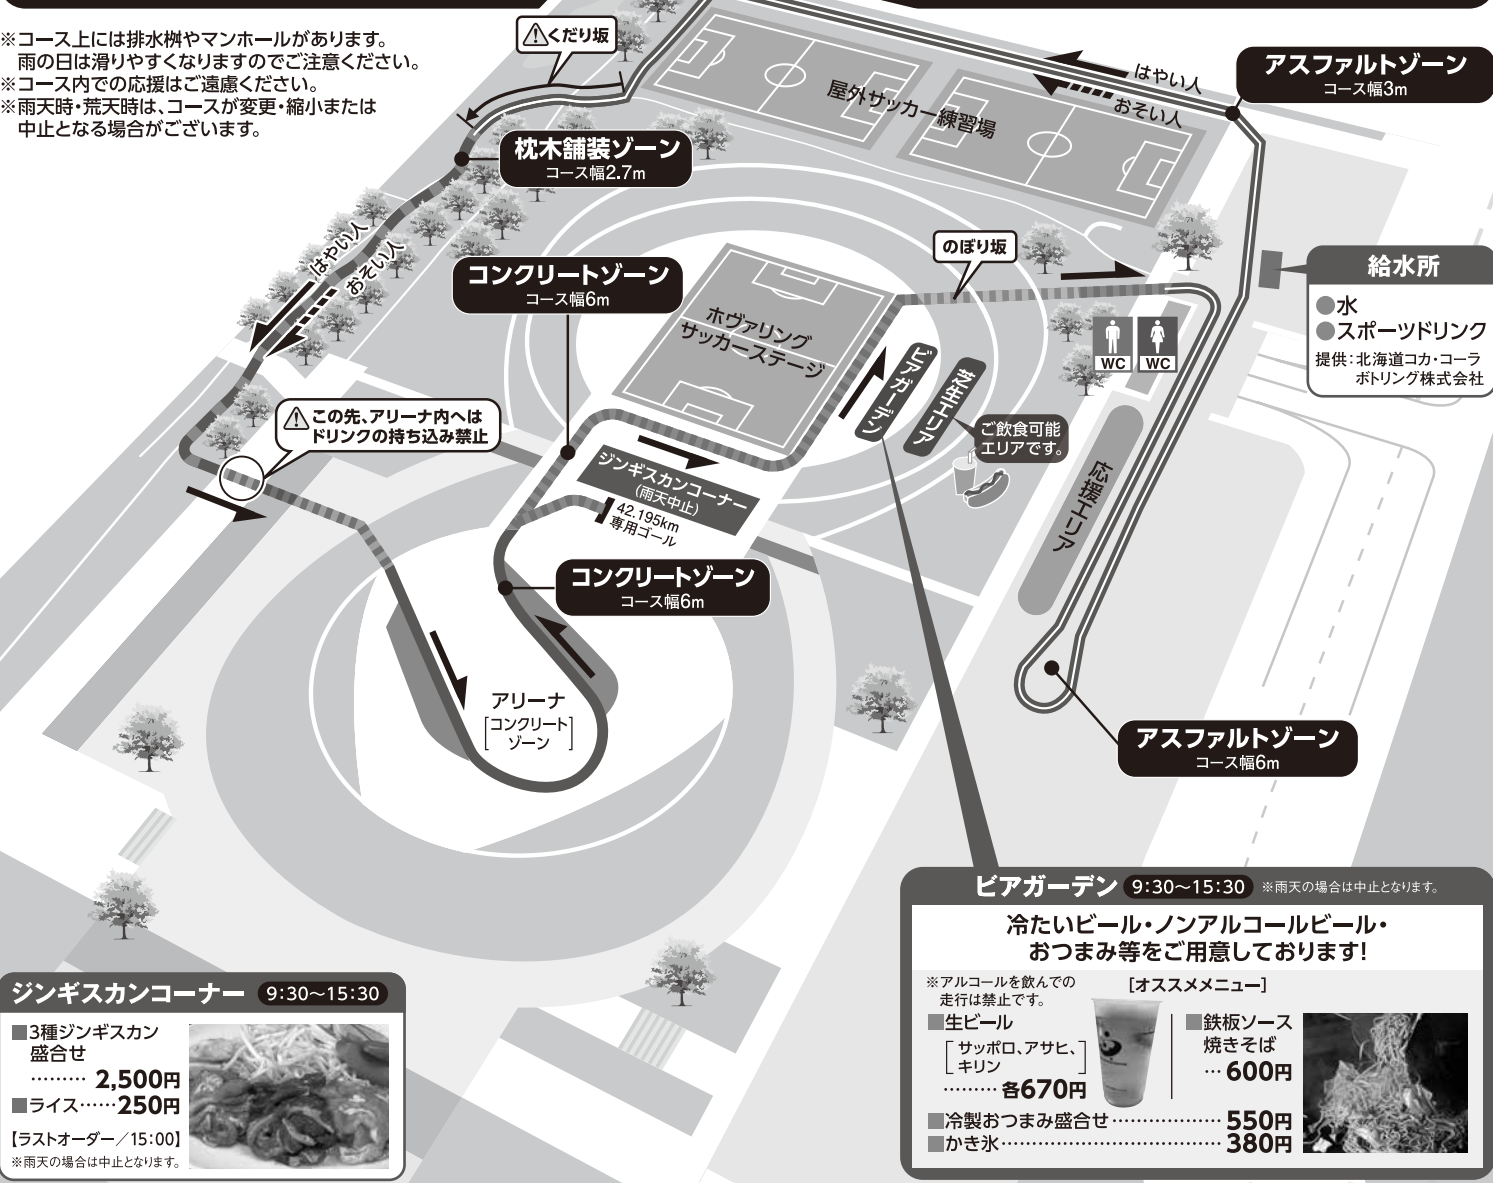 ※コース上には排水桝やマンホールがあります。
雨の日は滑りやすくなりますのでご注意ください。
※コース内での応援はご遠慮ください。
※雨天時・荒天時は、コースが変更・縮小または
中止となる場合がございます。
くだり坂
はやい人
おそい人
アスファルトゾーン
コース幅3m
屋外サッカー練習場
枕木舗装ゾーン
コース幅2.7m
はやい人
おそい人
のぼり坂
コンクリートゾーン
コース幅6m
給水所
●水
●スポーツドリンク
提供：北海道コカ・コーラ
ボトリング株式会社
ホヴァリング
サッカーステージ
WC
WC
ビアガーデン
芝生エリア
ご飲食可能
エリアです。
この先、アリーナ内へは
ドリンクの持ち込み禁止
ジンギスカンコーナー
(雨天中止)
42.195km
専用ゴール
応援エリア
コンクリートゾーン
コース幅6m
アリーナ
[コンクリート
ゾーン]
アスファルトゾーン
コース幅6m
ビアガーデン 9:30〜15:30 ※雨天の場合は中止となります。
冷たいビール・ノンアルコールビール・
おつまみ等をご用意しております!
※アルコールを飲んでの
走行は禁止です。
[オススメメニュー]
■生ビール
[サッポロ、アサヒ、
キリン]
………各670円
■鉄板ソース
焼きそば
…600円
■冷製おつまみ盛合せ………………550円
■かき氷………………………………380円
ジンギスカンコーナー 9:30〜15:30
■3種ジンギスカン
盛合せ
………2,500円
■ライス……250円
【ラストオーダー／15:00】
※雨天の場合は中止となります。